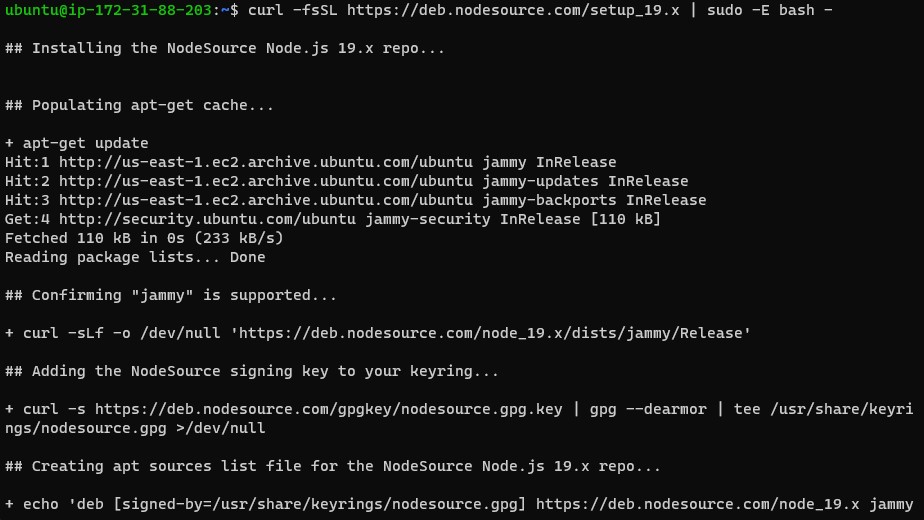 ubuntu@ip-172-31-88-203:~$ curl -fsSL https://deb.nodesource.com/setup_19.x | sudo -E bash -
## Installing the NodeSource Node.js 19.x repo...
## Populating apt-get cache...
+ apt-get update
Hit:1 http://us-east-1.ec2.archive.ubuntu.com/ubuntu jammy InRelease
Hit:2 http://us-east-1.ec2.archive.ubuntu.com/ubuntu jammy-updates InRelease
Hit:3 http://us-east-1.ec2.archive.ubuntu.com/ubuntu jammy-backports InRelease
Get:4 http://security.ubuntu.com/ubuntu jammy-security InRelease [110 kB]
Fetched 110 kB in 0s (233 kB/s)
Reading package lists... Done
## Confirming "jammy" is supported...
+ curl -sLf -o /dev/null 'https://deb.nodesource.com/node_19.x/dists/jammy/Release'
## Adding the NodeSource signing key to your keyring...
+ curl -s https://deb.nodesource.com/gpgkey/nodesource.gpg.key | gpg --dearmor | tee /usr/share/keyri
ngs/nodesource.gpg >/dev/null
## Creating apt sources list file for the NodeSource Node.js 19.x repo...
+ echo 'deb [signed-by=/usr/share/keyrings/nodesource.gpg] https://deb.nodesource.com/node_19.x jammy